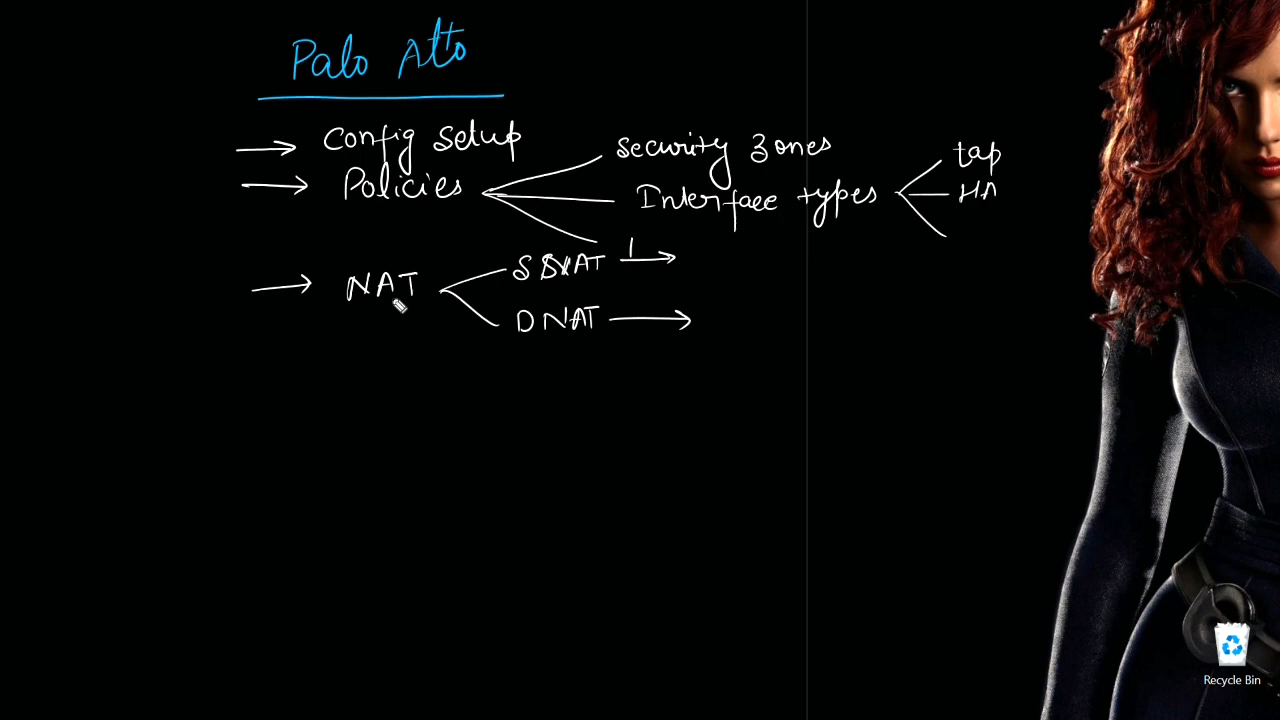 Palo Alto
→ Config Setup
→ Policies
Security Zones
Interface types
tap
HA
→ NAT
SNAT →
DNAT →
Recycle Bin